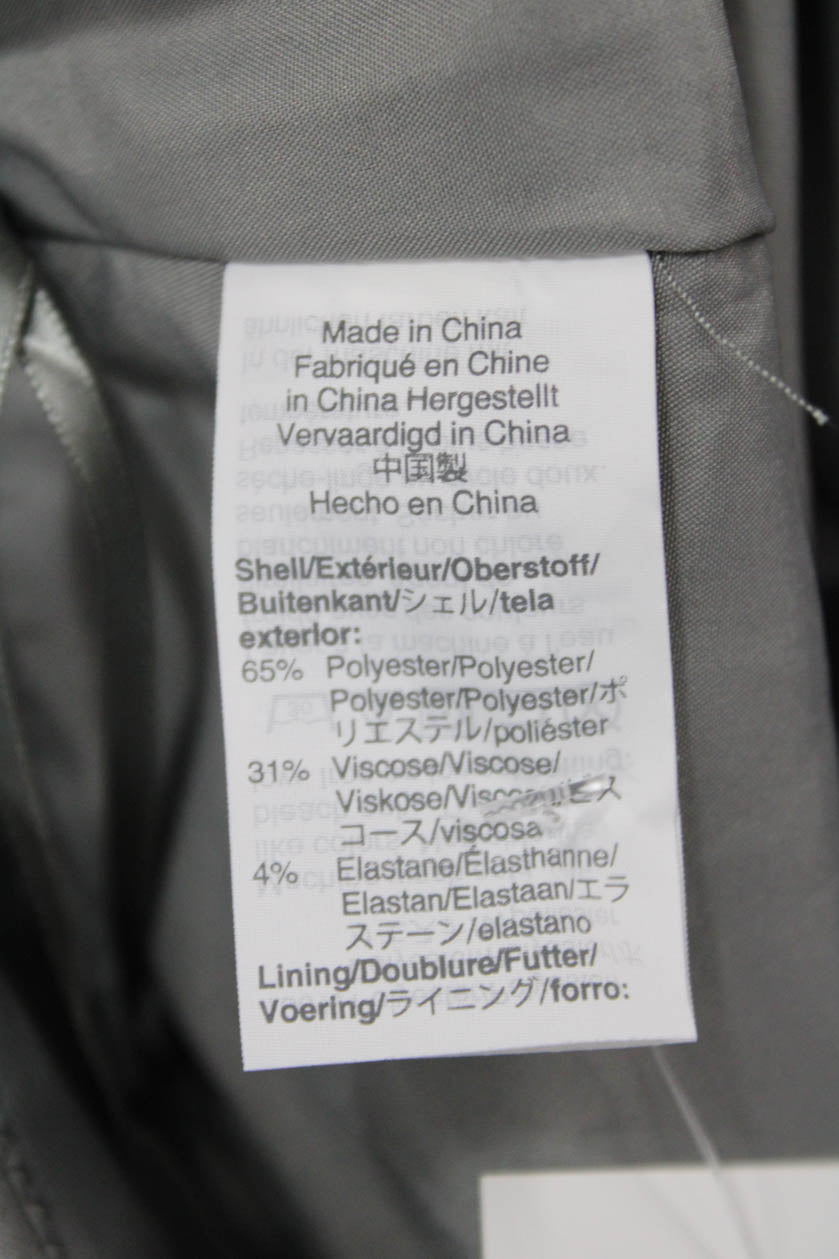 Made in China
Fabriqué en Chine
in China Hergestellt
Vervaardigd in China
中国製
Hecho en China
Shell/Extérieur/Oberstoff/
Buitenkant/シェル/tela
exterior:
65% Polyester/Polyester/
Polyester/Polyester/ポ
リエステル/poliéster
31% Viscose/Viscose/
Viskose/
コース/viscosa
4% Elastane/Élasthanne/
Elastan/Elastaan/エラ
ステーン/elastano
Lining/Doublure/Futter/
Voering/ライニング/forro: